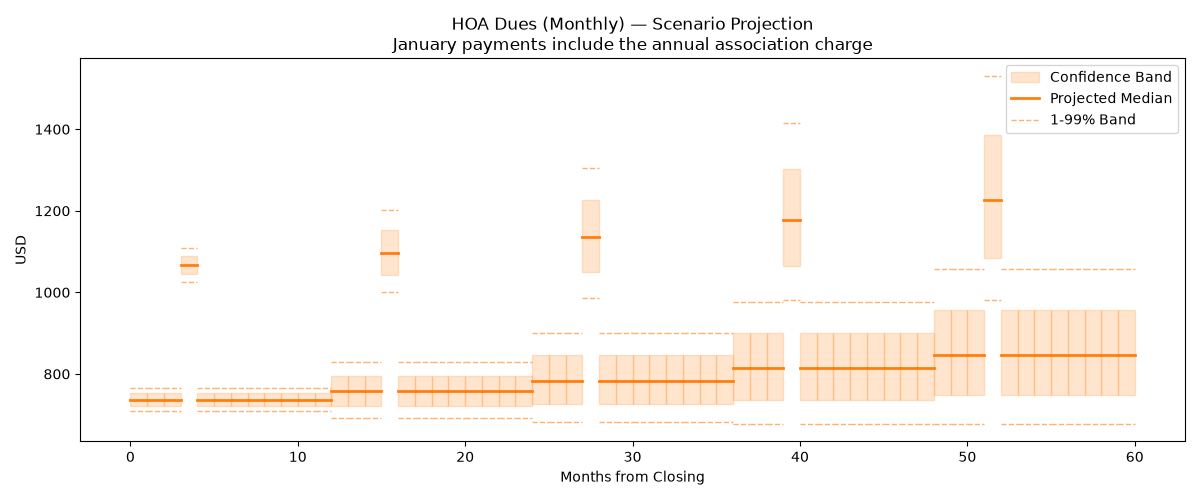 HOA Dues (Monthly) — Scenario Projection
January payments include the annual association charge
Confidence Band
Projected Median
1-99% Band
USD
1400
1200
1000
800
0
10
20
30
40
50
60
Months from Closing